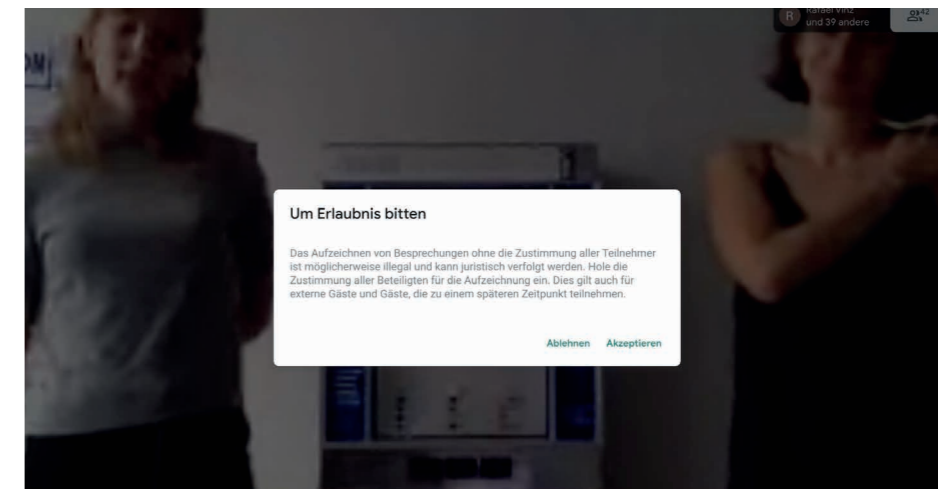 R Rafael Vinz
und 39 andere
42
Um Erlaubnis bitten
Das Aufzeichnen von Besprechungen ohne die Zustimmung aller Teilnehmer
ist möglicherweise illegal und kann juristisch verfolgt werden. Hole die
Zustimmung aller Beteiligten für die Aufzeichnung ein. Dies gilt auch für
externe Gäste und Gäste, die zu einem späteren Zeitpunkt teilnehmen.
Ablehnen Akzeptieren